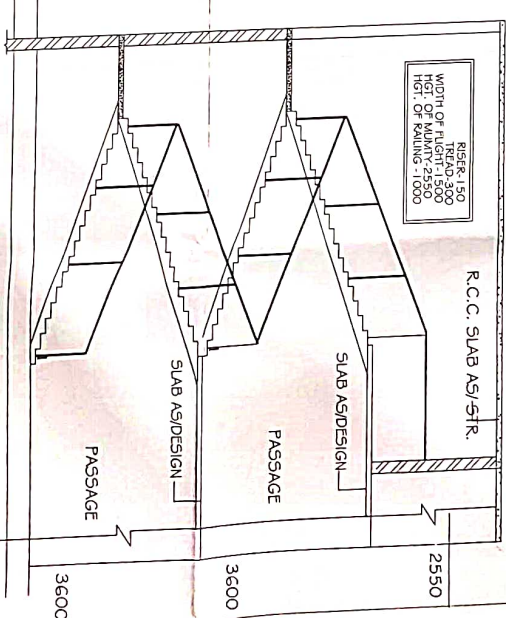 RISER-150
TREAD-300
WIDTH OF FLIGHT-1500
HGT. OF MUMTY-2550
HGT. OF RAILING -1000
R.C.C. SLAB AS/STR.
2550
SLAB AS/DESIGN
PASSAGE
3600
SLAB AS/DESIGN
PASSAGE
3600